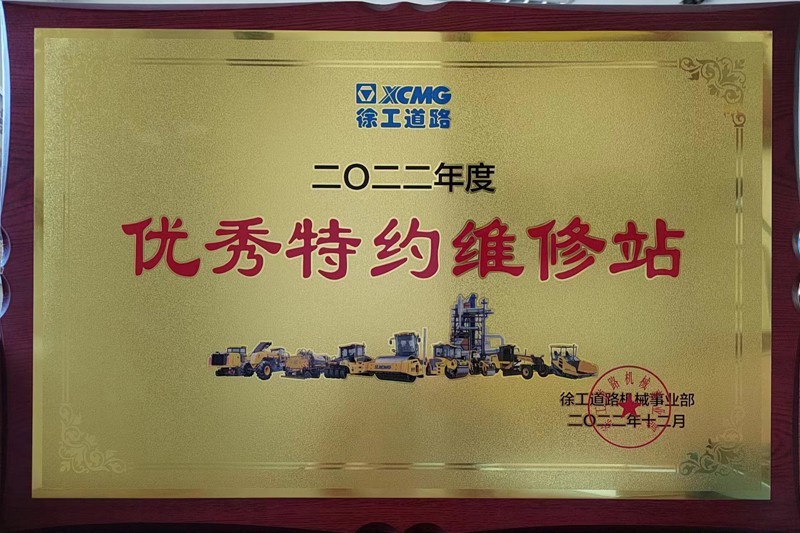 XCMG
徐工道路
二〇二二年度
优秀特约维修站
XCMG
徐工道路机械事业部
二〇二二年十二月